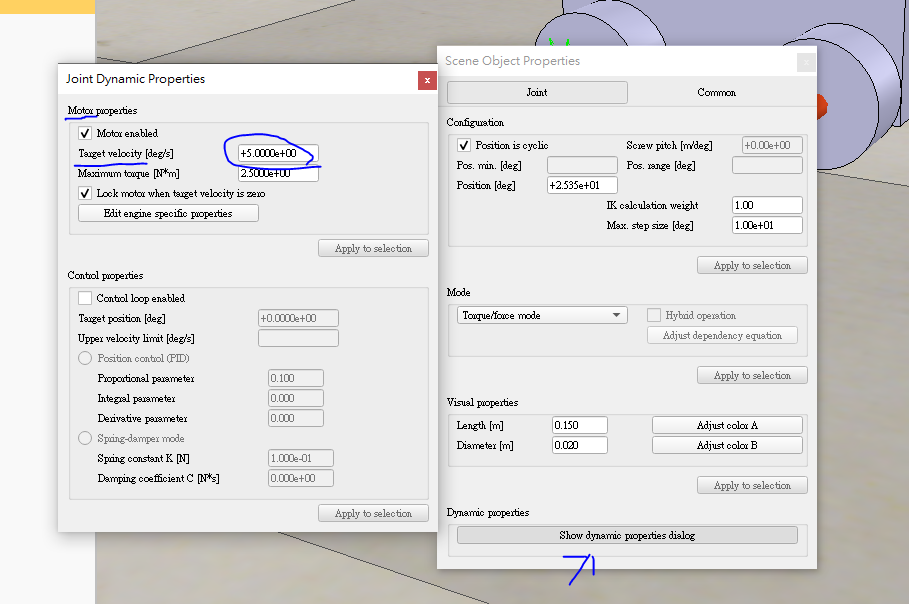 Joint Dynamic Properties
x
Motor properties
Motor enabled
Target velocity [deg/s] +5.0000e+00
Maximum torque [N*m] 2.5000e+00
Lock motor when target velocity is zero
Edit engine specific properties
Apply to selection
Control properties
Control loop enabled
Target position [deg] +0.0000e+00
Upper velocity limit [deg/s]
Position control (PID)
Proportional parameter 0.100
Integral parameter 0.000
Derivative parameter 0.000
Spring-damper mode
Spring constant K [N] 1.000e-01
Damping coefficient C [N*s] 0.000e+00
Apply to selection
Scene Object Properties
x
Joint Common
Configuration
Position is cyclic Screw pitch [m/deg] +0.00e+00
Pos. min. [deg] Pos. range [deg]
Position [deg] +2.535e+01
IK calculation weight 1.00
Max. step size [deg] 1.00e+01
Apply to selection
Mode
Torque/force mode Hybrid operation
Adjust dependency equation
Apply to selection
Visual properties
Length [m] 0.150 Adjust color A
Diameter [m] 0.020 Adjust color B
Apply to selection
Dynamic properties
Show dynamic properties dialog